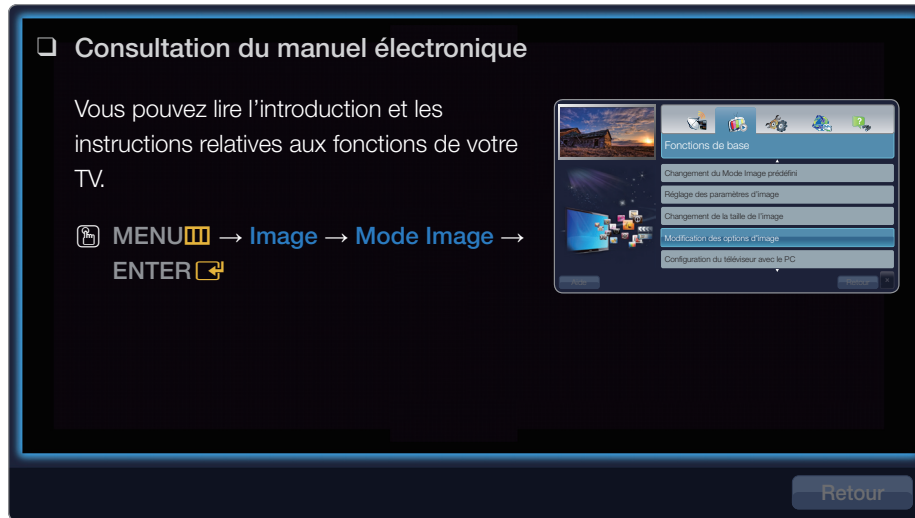 ❑ Consultation du manuel électronique
Vous pouvez lire l’introduction et les
instructions relatives aux fonctions de votre
TV.
MENU → Image → Mode Image →
ENTER
Fonctions de base
Changement du Mode Image prédéfini
Réglage des paramètres d'image
Changement de la taille de l'image
Modification des options d'image
Configuration du téléviseur avec le PC
Aide
Retour
Retour